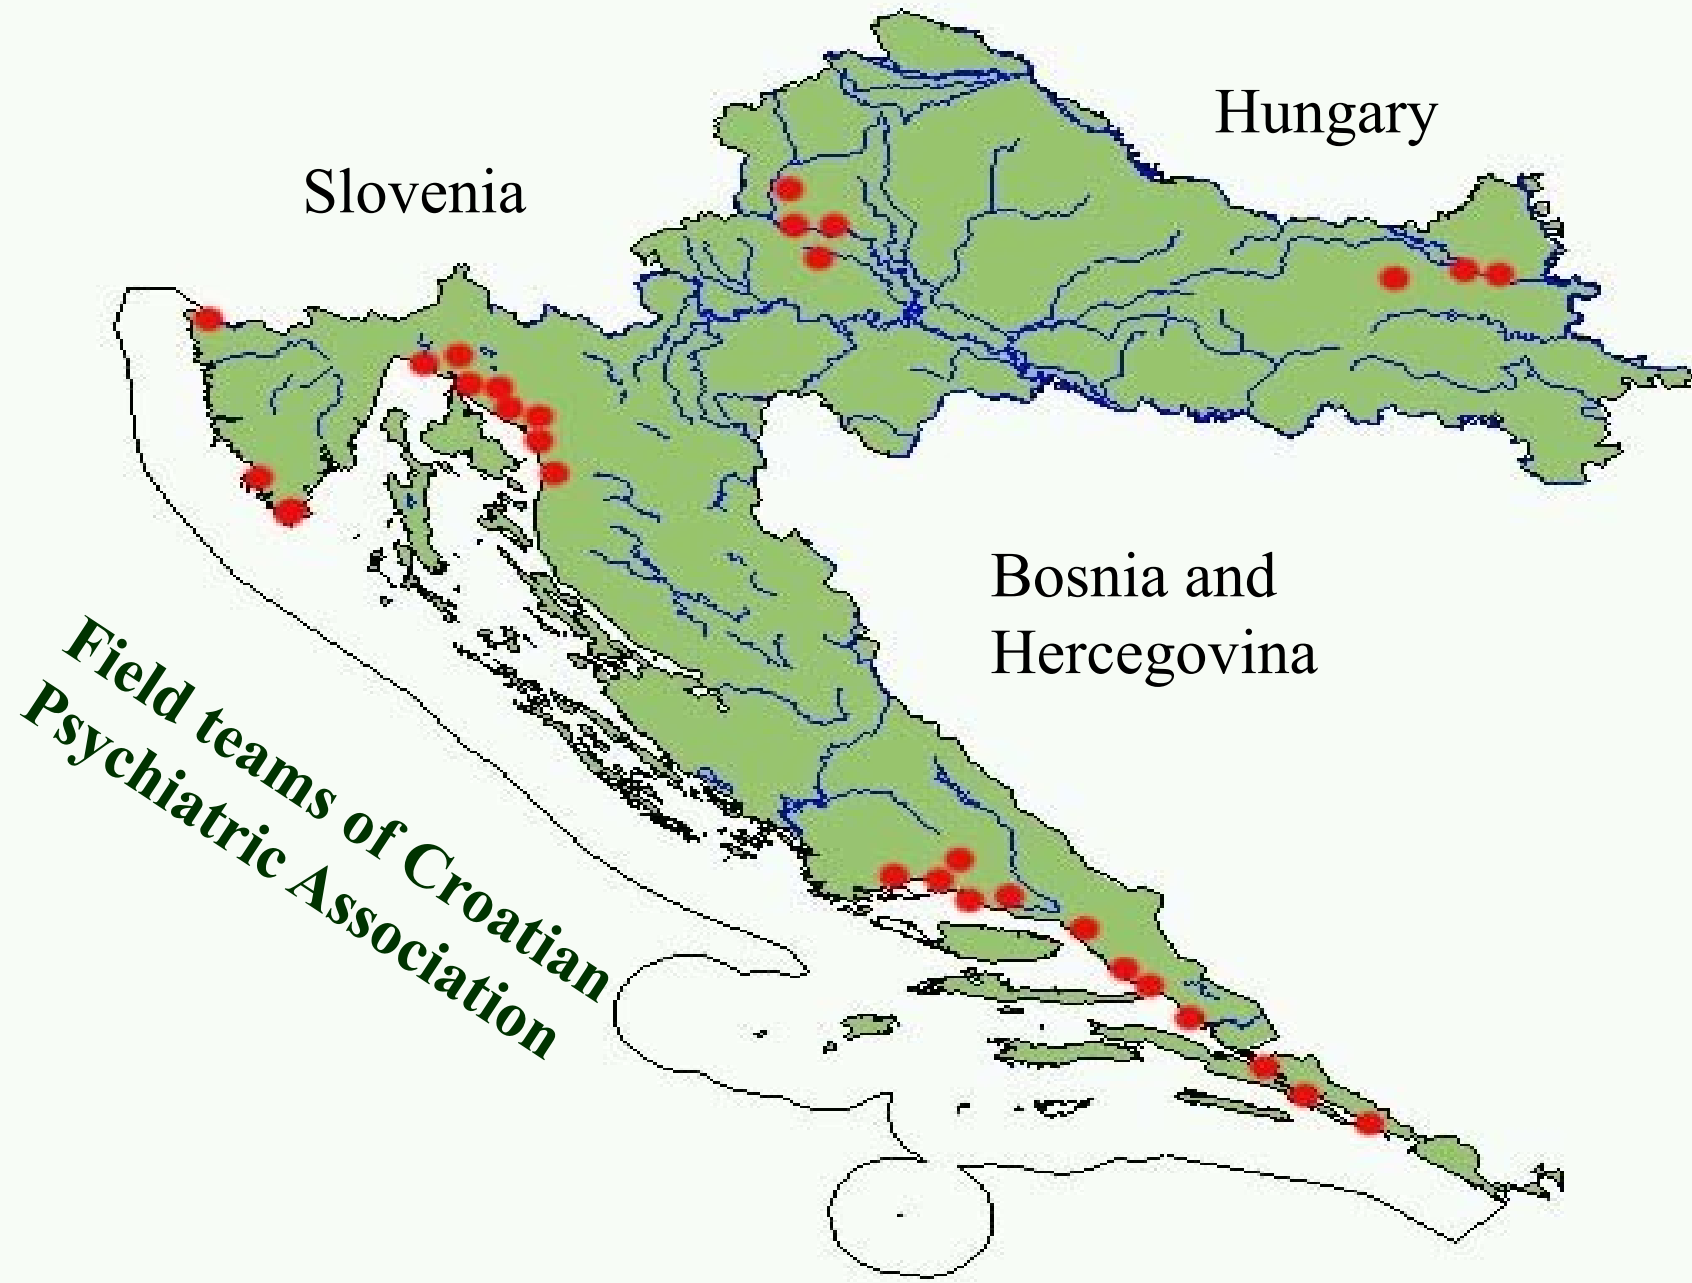 Hungary
Slovenia
Bosnia and
Hercegovina
Field teams of Croatian
Psychiatric Association